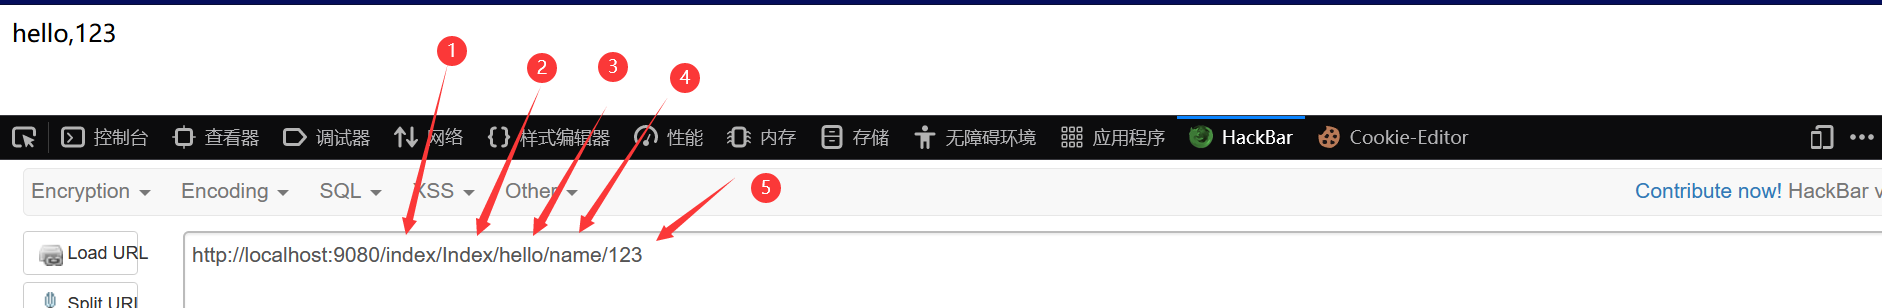 hello,123
1 2 3 4
控制台 查看器 调试器 网络 样式编辑器 性能 内存 存储 无障碍环境 应用程序 HackBar Cookie-Editor
Encryption Encoding SQL XSS Other 5 Contribute now! HackBar v
Load URL http://localhost:9080/index/Index/hello/name/123
Split URL